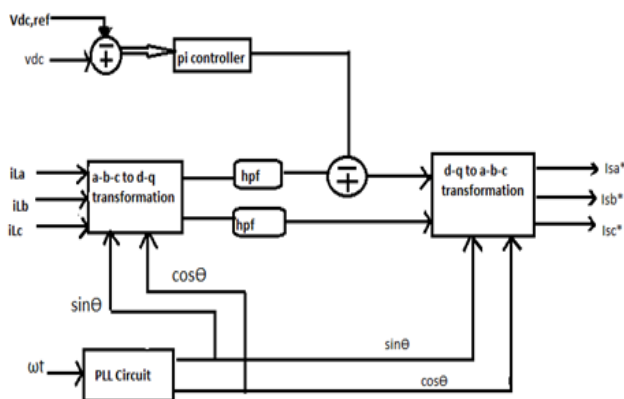 Vdc,ref
vdc
pi controller
iLa
iLb
iLc
a-b-c to d-q
transformation
hpf
hpf
d-q to a-b-c
transformation
Isa*
Isb*
Isc*
cosθ
sinθ
sinθ
ωt
PLL Circuit
cosθ